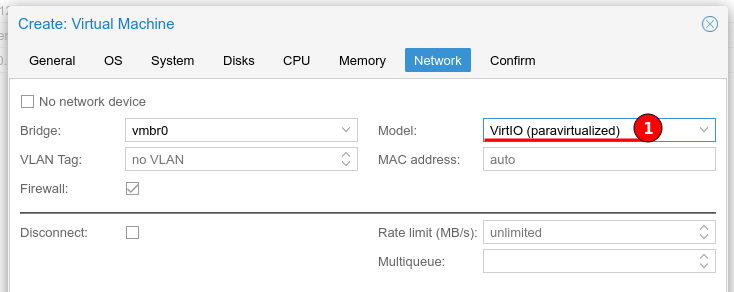 Create: Virtual Machine
General OS System Disks CPU Memory Network Confirm
No network device
Bridge: vmbr0 Model: VirtIO (paravirtualized) 1
VLAN Tag: no VLAN MAC address: auto
Firewall:
Disconnect: Rate limit (MB/s): unlimited
Multiqueue: